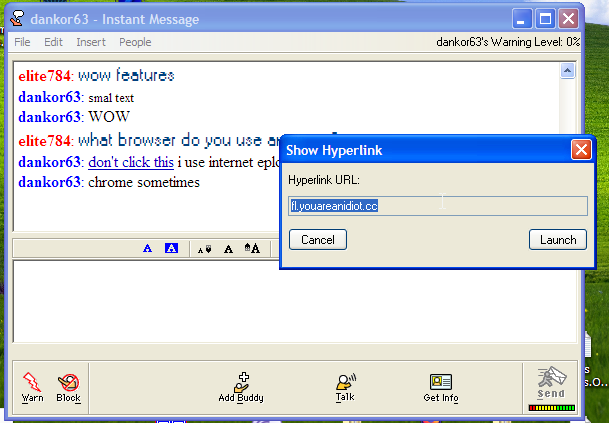 dankor63 - Instant Message
File Edit Insert People
dankor63's Warning Level: 0%
elite784: wow features
dankor63: smal text
dankor63: WOW
elite784: what browser do you use
dankor63: don't click this i use internet eplo
dankor63: chrome sometimes
Show Hyperlink
Hyperlink URL:
fl.youareanidiot.cc
Cancel Launch
A A A A A
Warn Block Add Buddy Talk Get Info Send